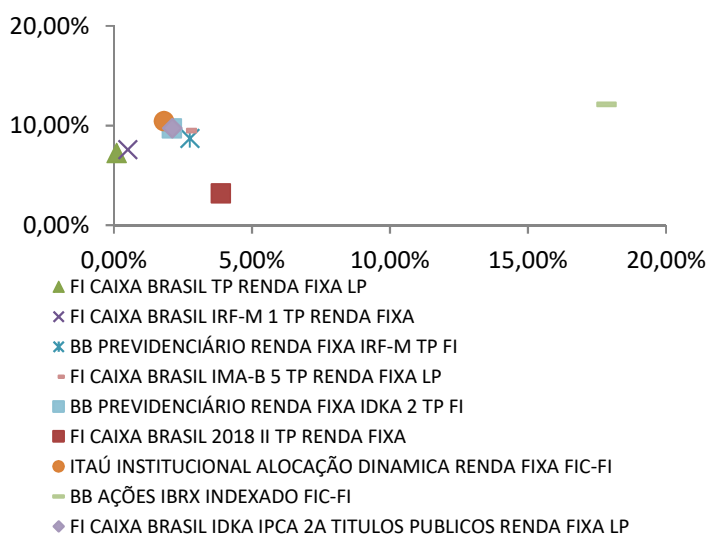 20,00%
10,00%
0,00%
0,00% 5,00% 10,00% 15,00% 20,00%
FI CAIXA BRASIL TP RENDA FIXA LP
FI CAIXA BRASIL IRF-M 1 TP RENDA FIXA
BB PREVIDENCIÁRIO RENDA FIXA IRF-M TP FI
FI CAIXA BRASIL IMA-B 5 TP RENDA FIXA LP
BB PREVIDENCIÁRIO RENDA FIXA IDKA 2 TP FI
FI CAIXA BRASIL 2018 II TP RENDA FIXA
ITAÚ INSTITUCIONAL ALOCAÇÃO DINAMICA RENDA FIXA FIC-FI
BB AÇÕES IBRX INDEXADO FIC-FI
FI CAIXA BRASIL IDKA IPCA 2A TITULOS PUBLICOS RENDA FIXA LP